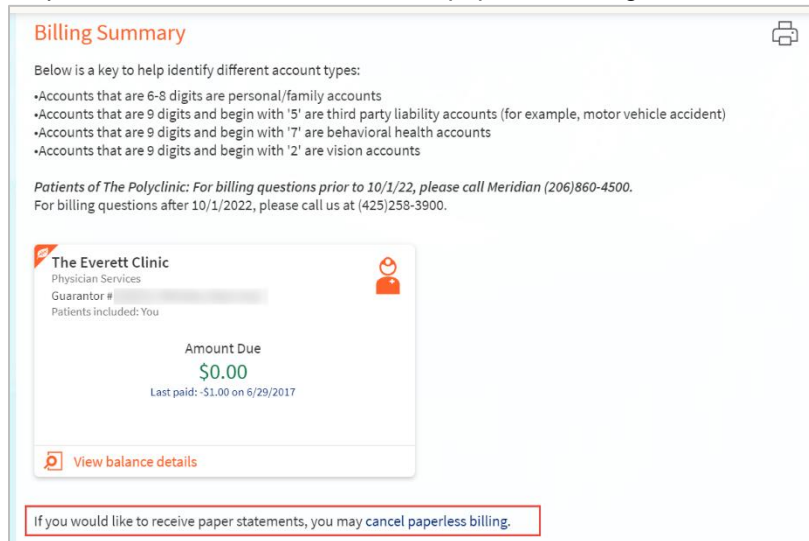 Billing Summary
Below is a key to help identify different account types:
•Accounts that are 6-8 digits are personal/family accounts
•Accounts that are 9 digits and begin with '5' are third party liability accounts (for example, motor vehicle accident)
•Accounts that are 9 digits and begin with '7' are behavioral health accounts
•Accounts that are 9 digits and begin with '2' are vision accounts
Patients of The Polyclinic: For billing questions prior to 10/1/22, please call Meridian (206)860-4500.
For billing questions after 10/1/2022, please call us at (425)258-3900.
The Everett Clinic
Physician Services
Guarantor #
Patients included: You
Amount Due
$0.00
Last paid: -$1.00 on 6/29/2017
View balance details
If you would like to receive paper statements, you may cancel paperless billing.